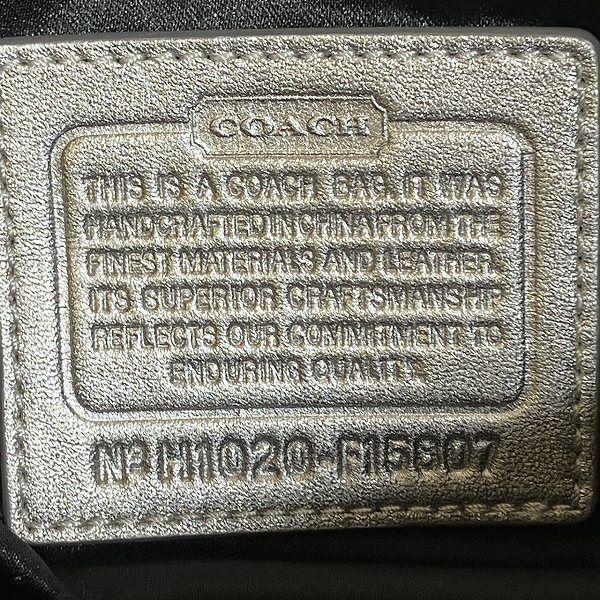 COACH
THIS IS A COACH BAG. IT WAS
HANDCRAFTED IN CHINA FROM THE
FINEST MATERIALS AND LEATHER.
ITS SUPERIOR CRAFTSMANSHIP
REFLECTS OUR COMMITMENT TO
ENDURING QUALITY.
Nº H1020-F15807